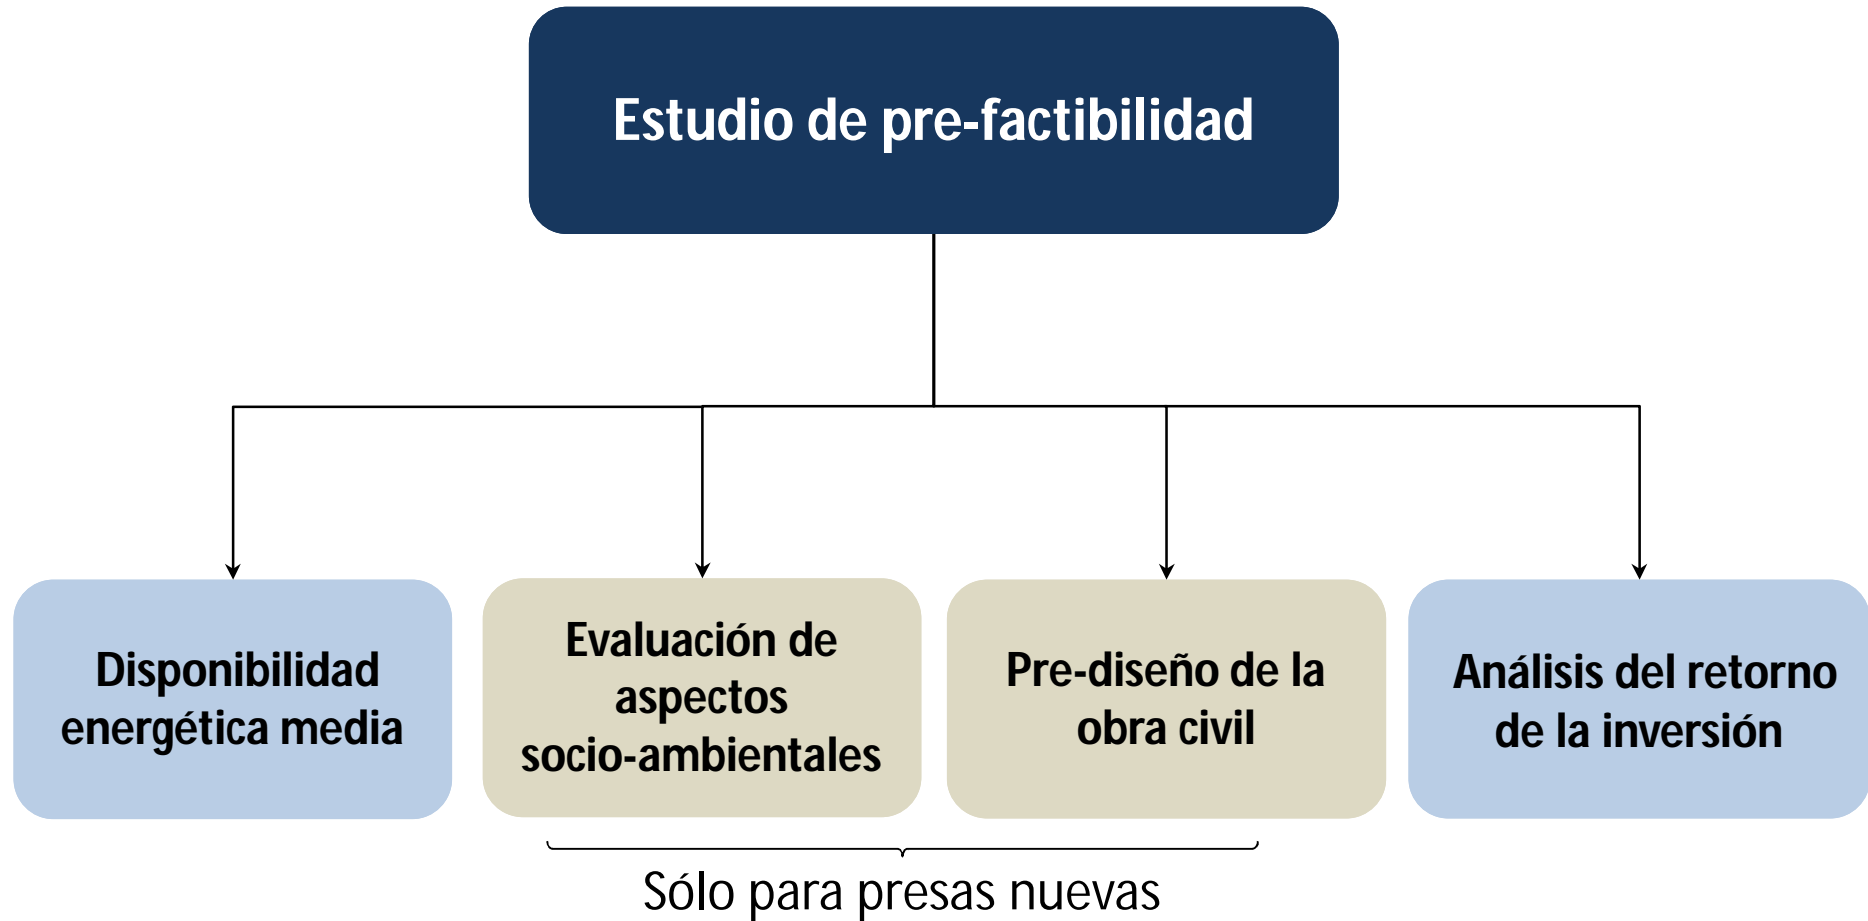 Estudio de pre-factibilidad
Disponibilidad
energética media
Evaluación de
aspectos
socio-ambientales
Pre-diseño de la
obra civil
Análisis del retorno
de la inversión
Sólo para presas nuevas